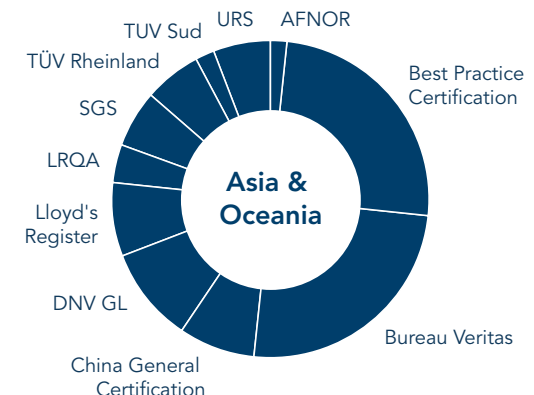 URS
AFNOR
TUV Sud
TÜV Rheinland
Best Practice
Certification
SGS
LRQA
Asia &
Oceania
Lloyd's
Register
DNV GL
Bureau Veritas
China General
Certification